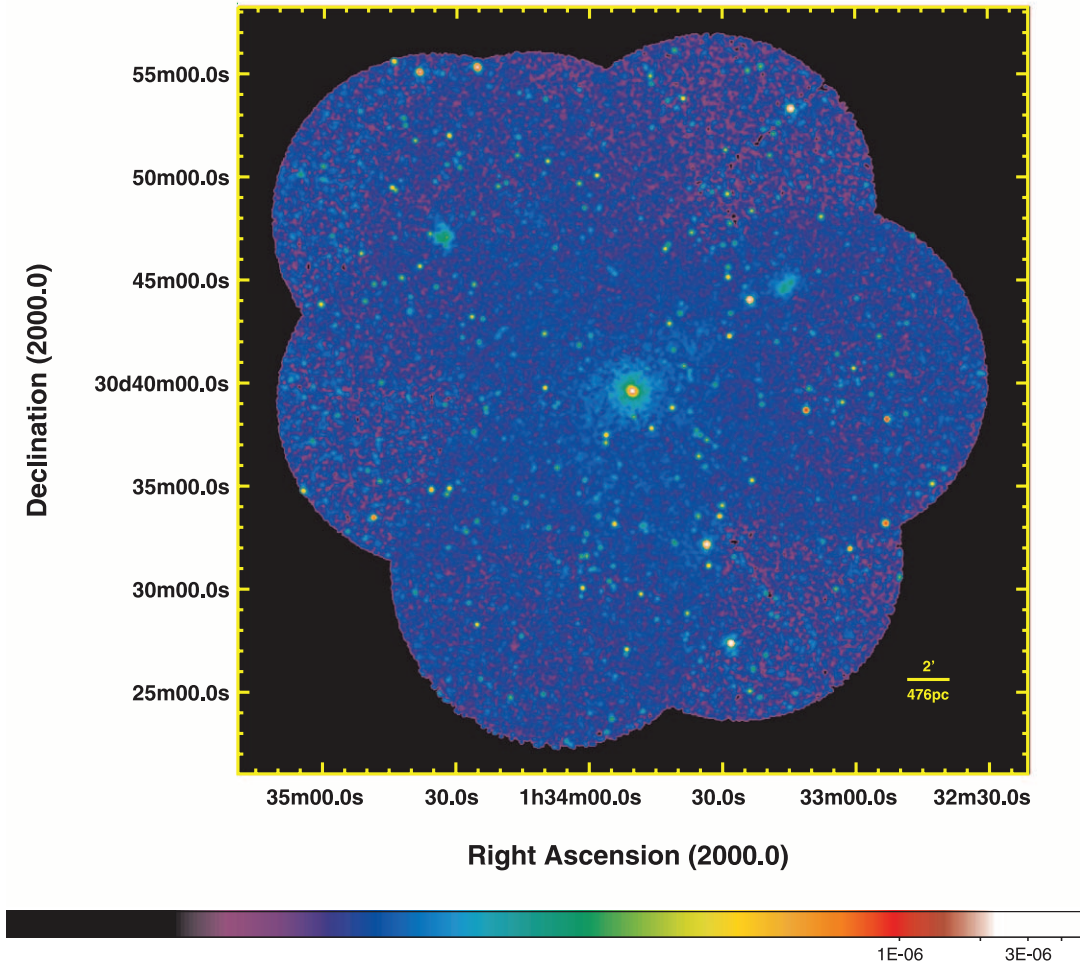 55m00.0s
50m00.0s
45m00.0s
30d40m00.0s
35m00.0s
30m00.0s
25m00.0s
Declination (2000.0)
2'
476pc
35m00.0s 30.0s 1h34m00.0s 30.0s 33m00.0s 32m30.0s
Right Ascension (2000.0)
1E-06 3E-06